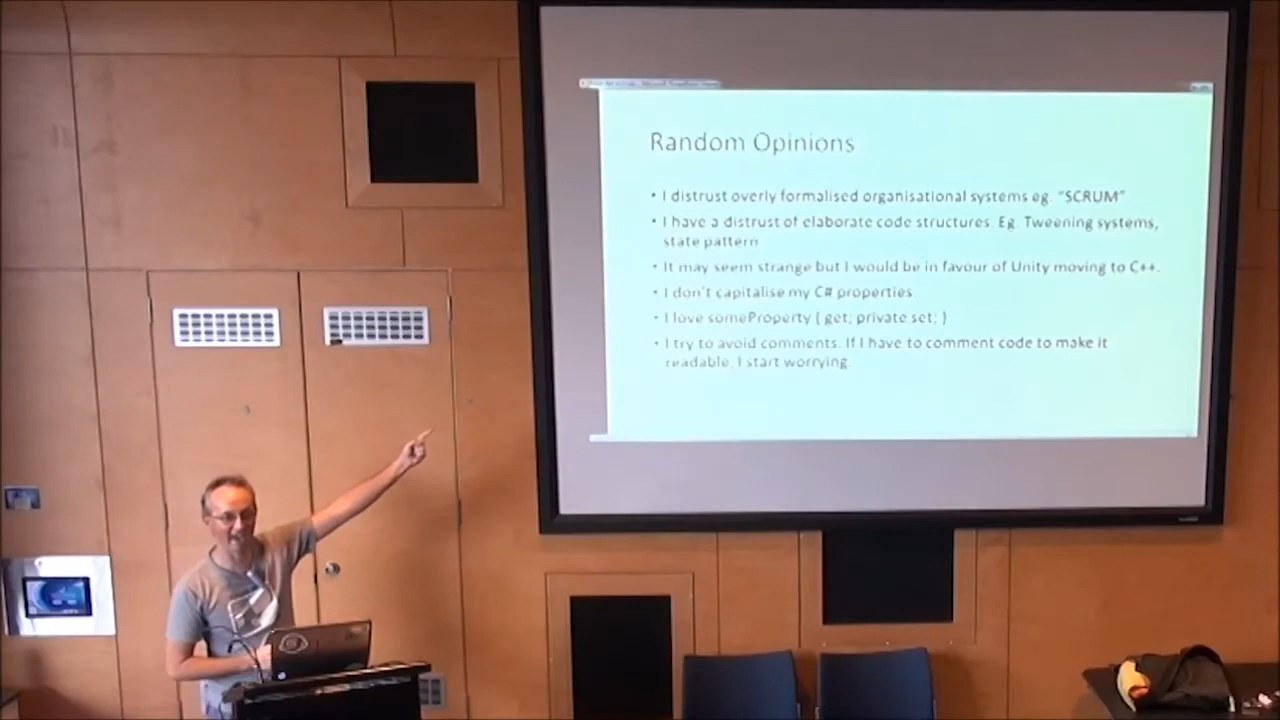 Random Opinions
• I distrust overly formalised organisational systems eg. "SCRUM"
• I have a distrust of elaborate code structures. Eg. Tweening systems,
state pattern
• It may seem strange but I would be in favour of Unity moving to C++.
• I don't capitalise my C# properties
• I love someProperty { get; private set; }
• I try to avoid comments. If I have to comment code to make it
readable, I start worrying.